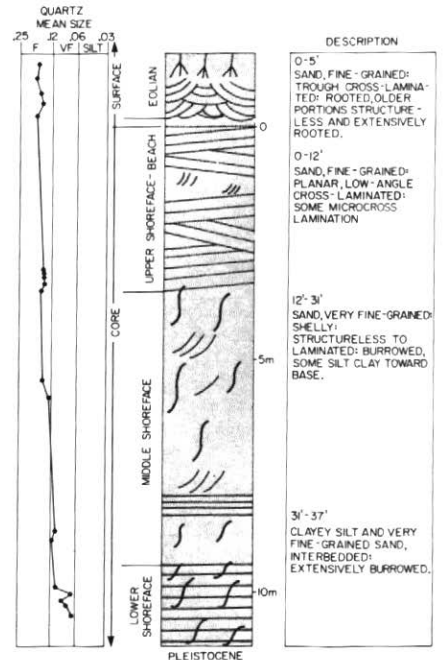 QUARTZ
MEAN SIZE
.25 .12 .06 .03
F VF SILT
SURFACE
CORE
EOLIAN
UPPER SHOREFACE-BEACH
MIDDLE SHOREFACE
LOWER
SHOREFACE
0
5m
10m
PLEISTOCENE
DESCRIPTION
0-5'
SAND, FINE-GRAINED:
TROUGH CROSS-LAMINA-
TED: ROOTED, OLDER
PORTIONS STRUCTURE-
LESS AND EXTENSIVELY
ROOTED.
0-12'
SAND, FINE-GRAINED:
PLANAR, LOW-ANGLE
CROSS-LAMINATED:
SOME MICROCROSS
LAMINATION
12'-31'
SAND, VERY FINE-GRAINED:
SHELLY:
STRUCTURELESS TO
LAMINATED: BURROWED,
SOME SILT CLAY TOWARD
BASE.
31'-37'
CLAYEY SILT AND VERY
FINE-GRAINED SAND,
INTERBEDDED:
EXTENSIVELY BURROWED.